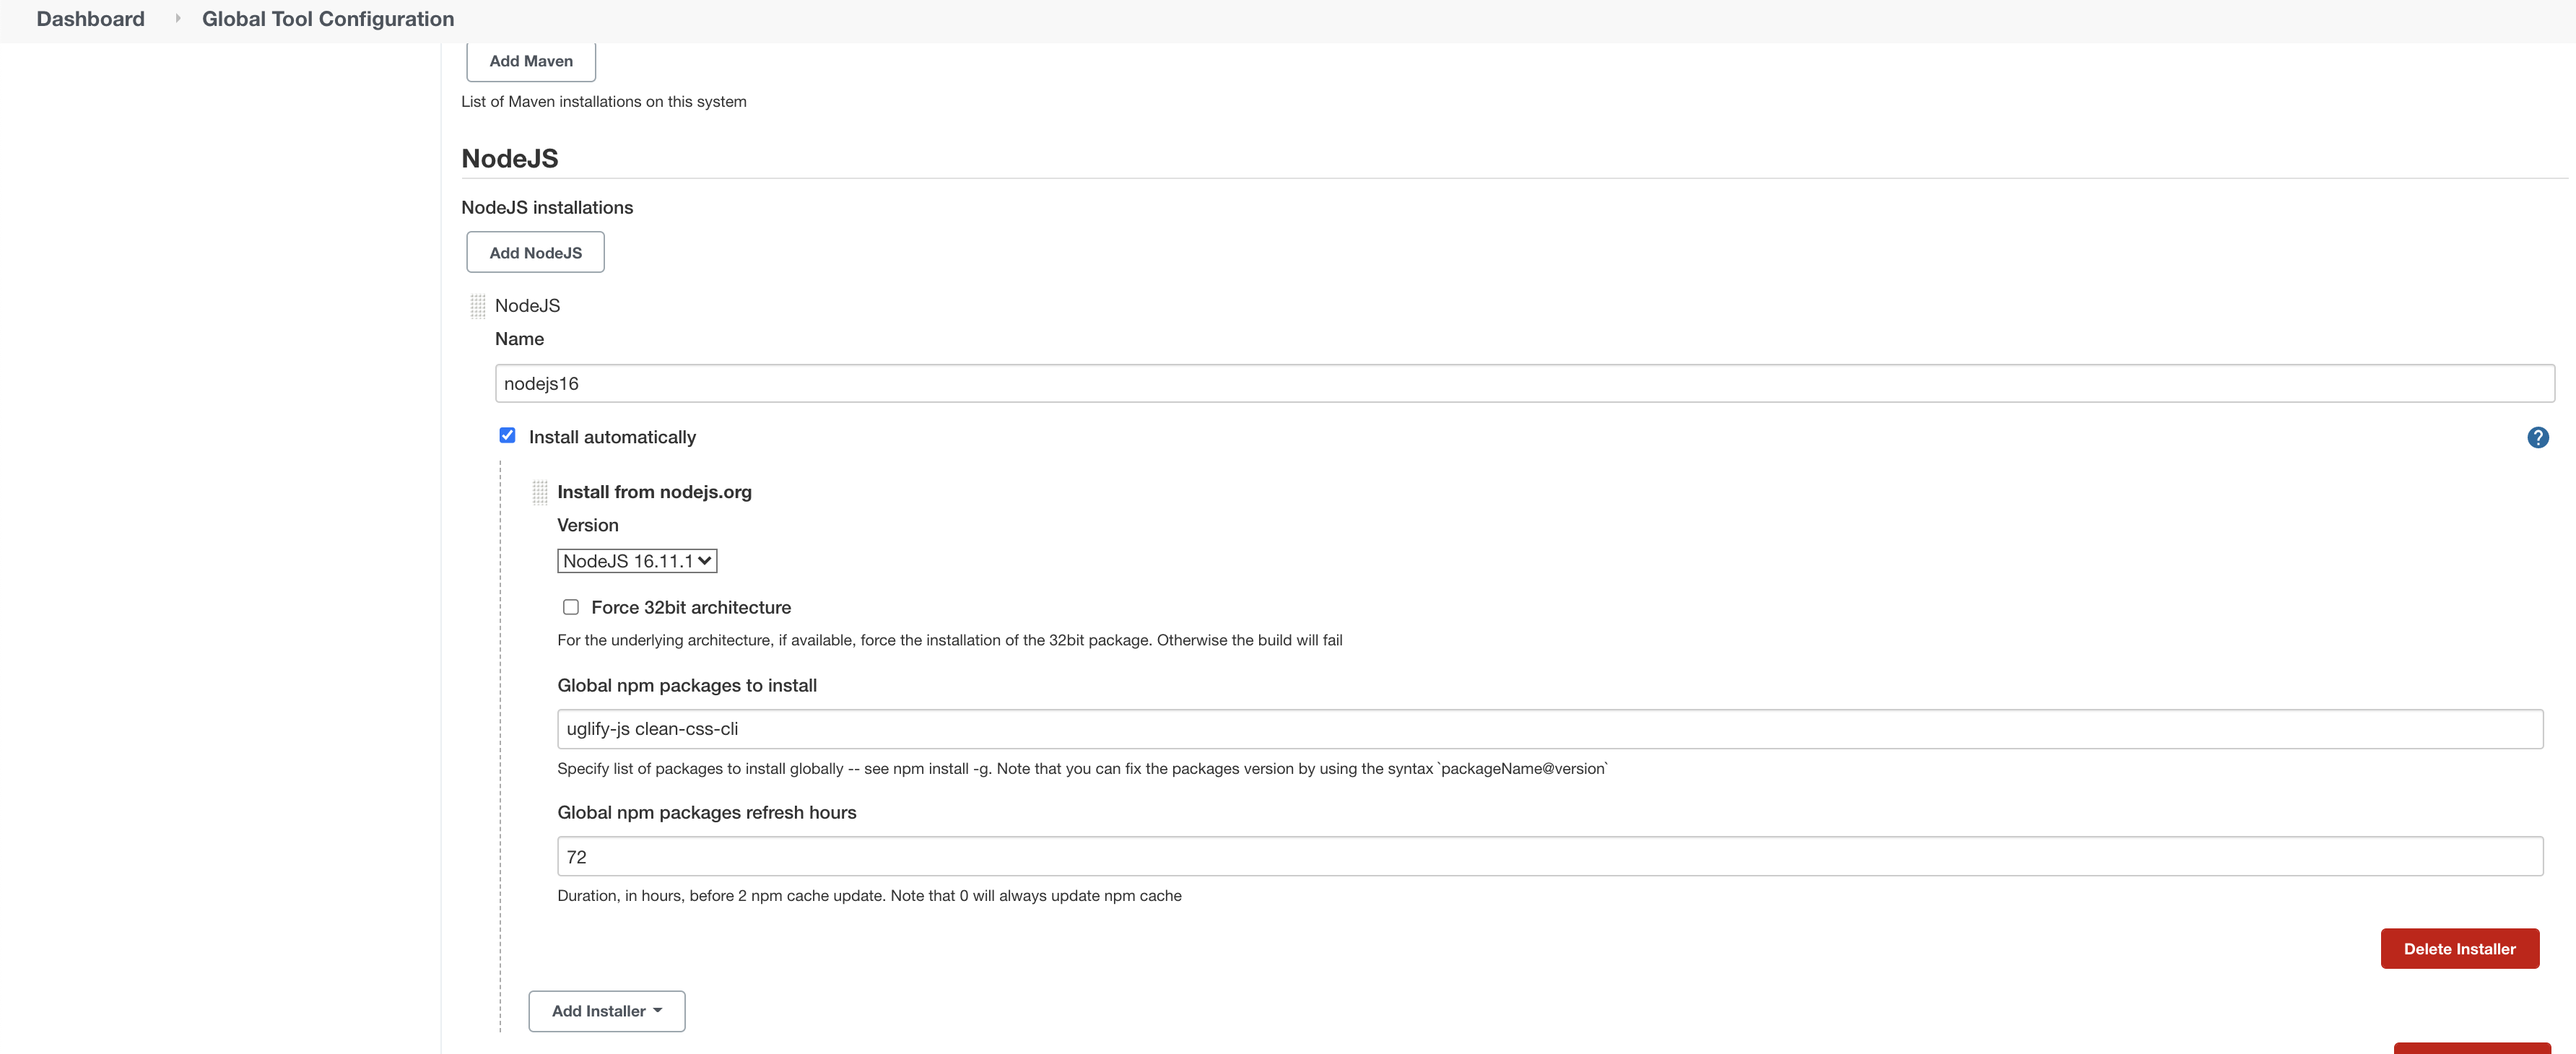 Dashboard
Global Tool Configuration
Add Maven
List of Maven installations on this system
NodeJS
NodeJS installations
Add NodeJS
NodeJS
Name
nodejs16
Install automatically
?
Install from nodejs.org
Version
NodeJS 16.11.1
Force 32bit architecture
For the underlying architecture, if available, force the installation of the 32bit package. Otherwise the build will fail
Global npm packages to install
uglify-js clean-css-cli
Specify list of packages to install globally -- see npm install -g. Note that you can fix the packages version by using the syntax `packageName@version`
Global npm packages refresh hours
72
Duration, in hours, before 2 npm cache update. Note that 0 will always update npm cache
Delete Installer
Add Installer